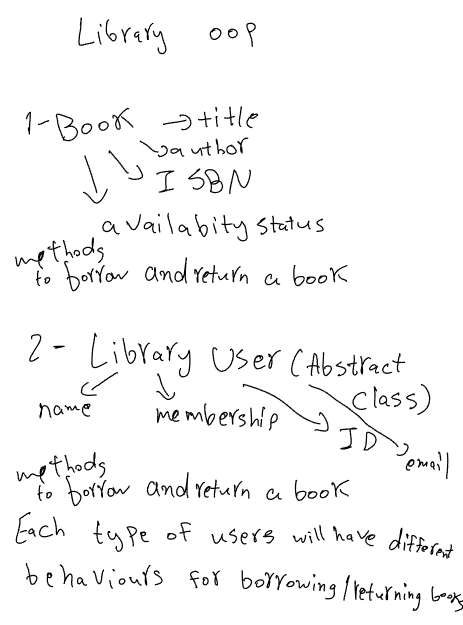 Library OOP
1- Book → title
author
ISBN
availabity status
methods
to borrow and return a book
2 - Library User (Abstract
Class)
name
membership
ID
email
methods
to borrow and return a book
Each type of users will have different
behaviours for borrowing/returning books